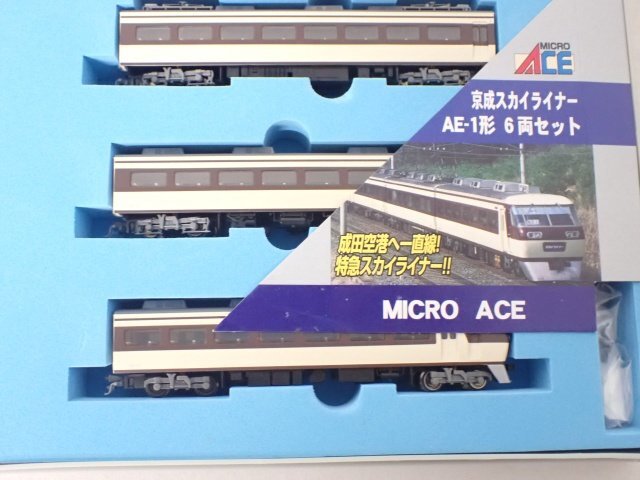 MICRO
ACE
京成スカイライナー
AE-1形 6両セット
成田空港へ一直線!
特急スカイライナー!!
MICRO ACE